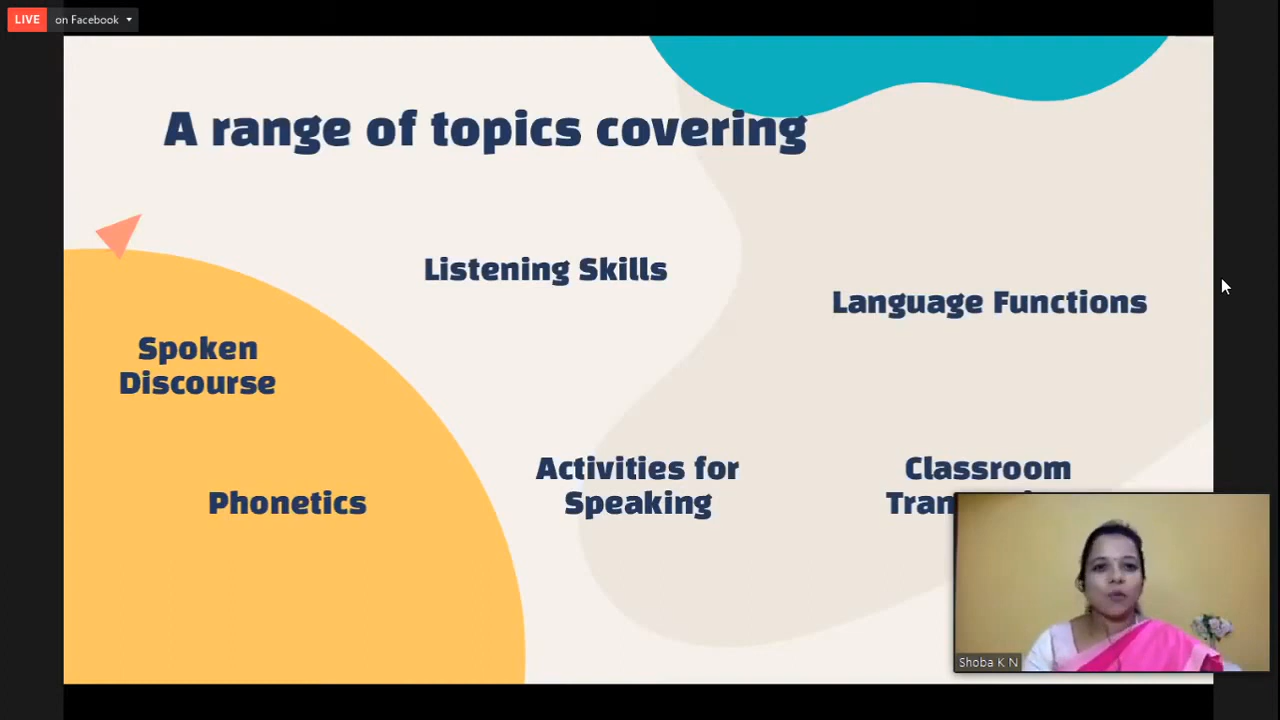 LIVE on Facebook
A range of topics covering
Listening Skills
Language Functions
Spoken
Discourse
Activities for
Speaking
Classroom
Phonetics
Shoba K N